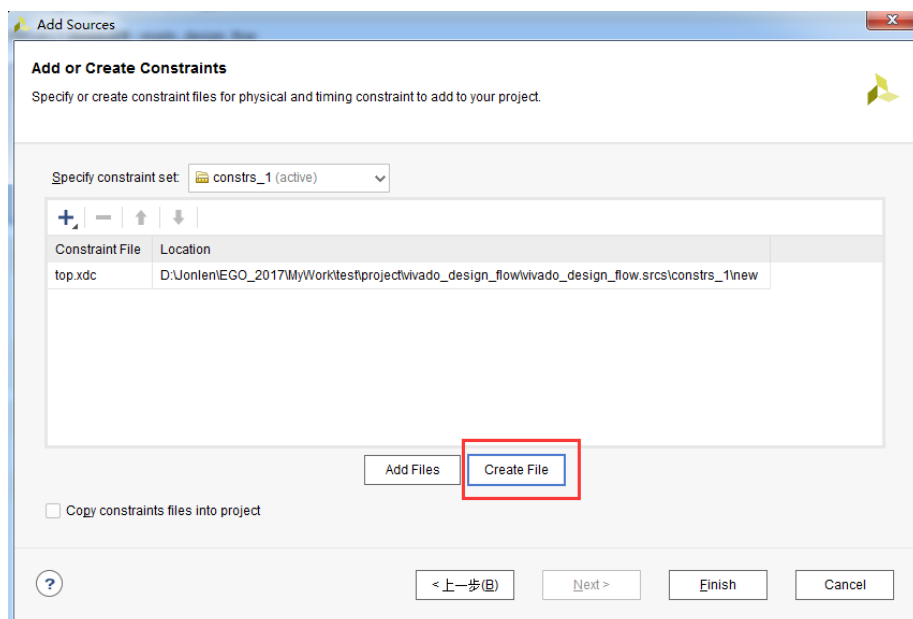 Add Sources
Add or Create Constraints
Specify or create constraint files for physical and timing constraint to add to your project.
Specify constraint set: constrs_1 (active)
Constraint File Location
top.xdc D:\Jonlen\EGO_2017\MyWork\test\project\vivado_design_flow\vivado_design_flow.srcs\constrs_1\new
Add Files Create File
Copy constraints files into project
? <上一步(B) Next > Finish Cancel